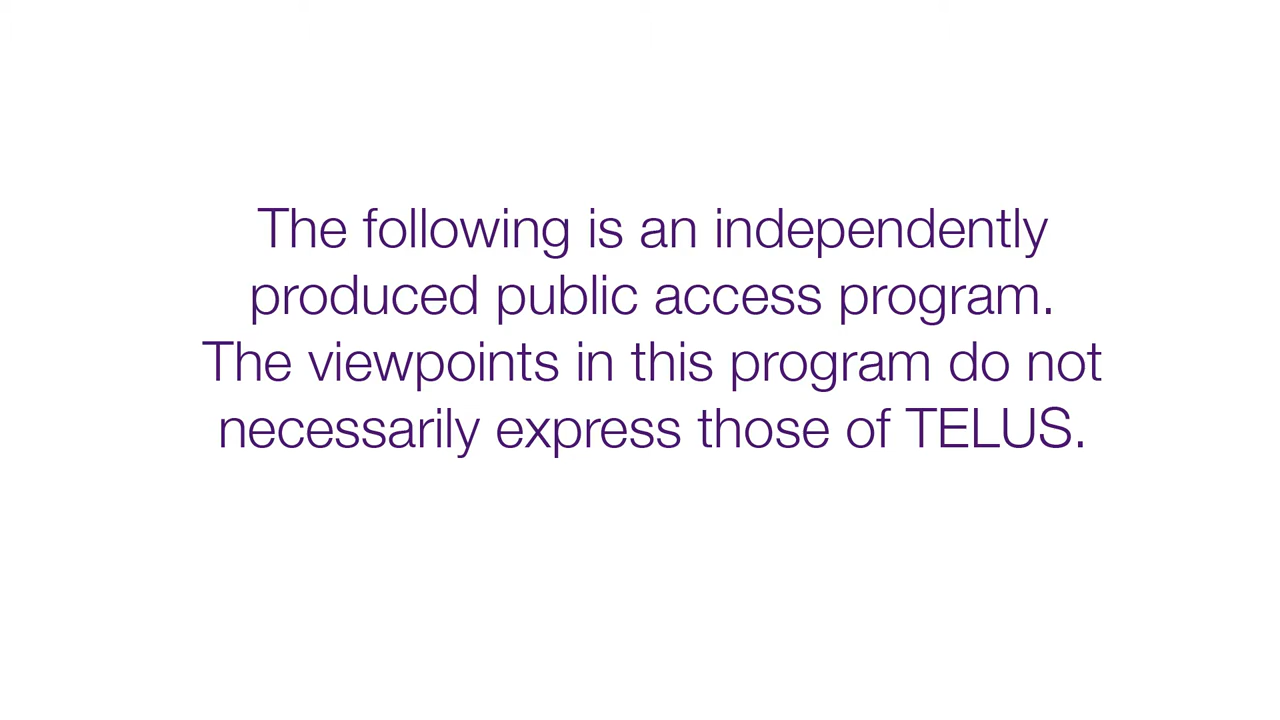 The following is an independently
produced public access program.
The viewpoints in this program do not
necessarily express those of TELUS.